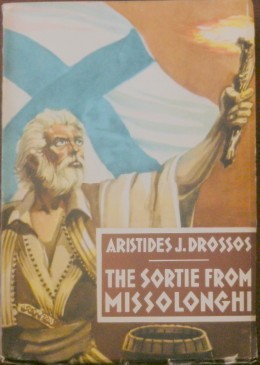 ARISTIDES J. DROSSOS
THE SORTIE FROM
MISSOLONGHI